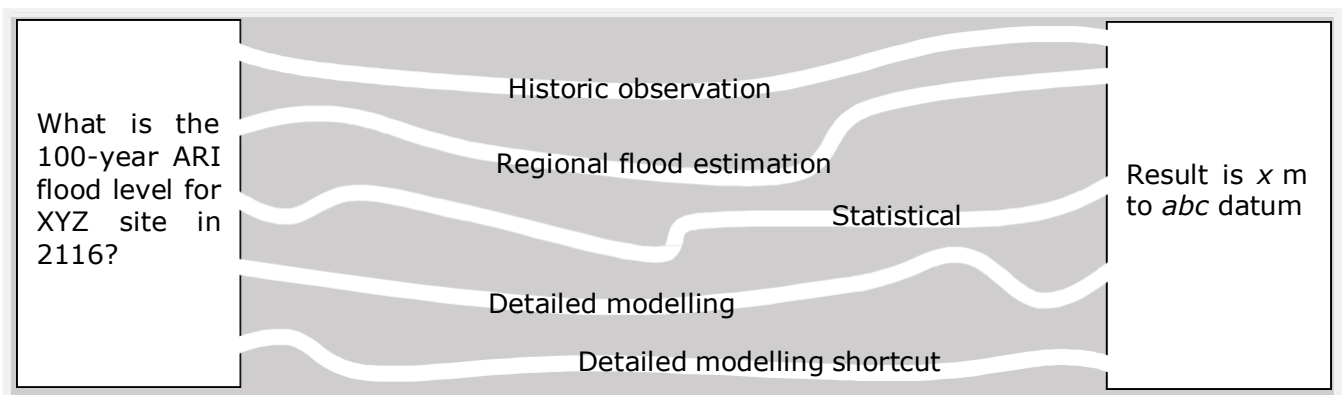 What is the
100-year ARI
flood level for
XYZ site in
2116?
Historic observation
Regional flood estimation
Statistical
Detailed modelling
Detailed modelling shortcut
Result is x m
to abc datum